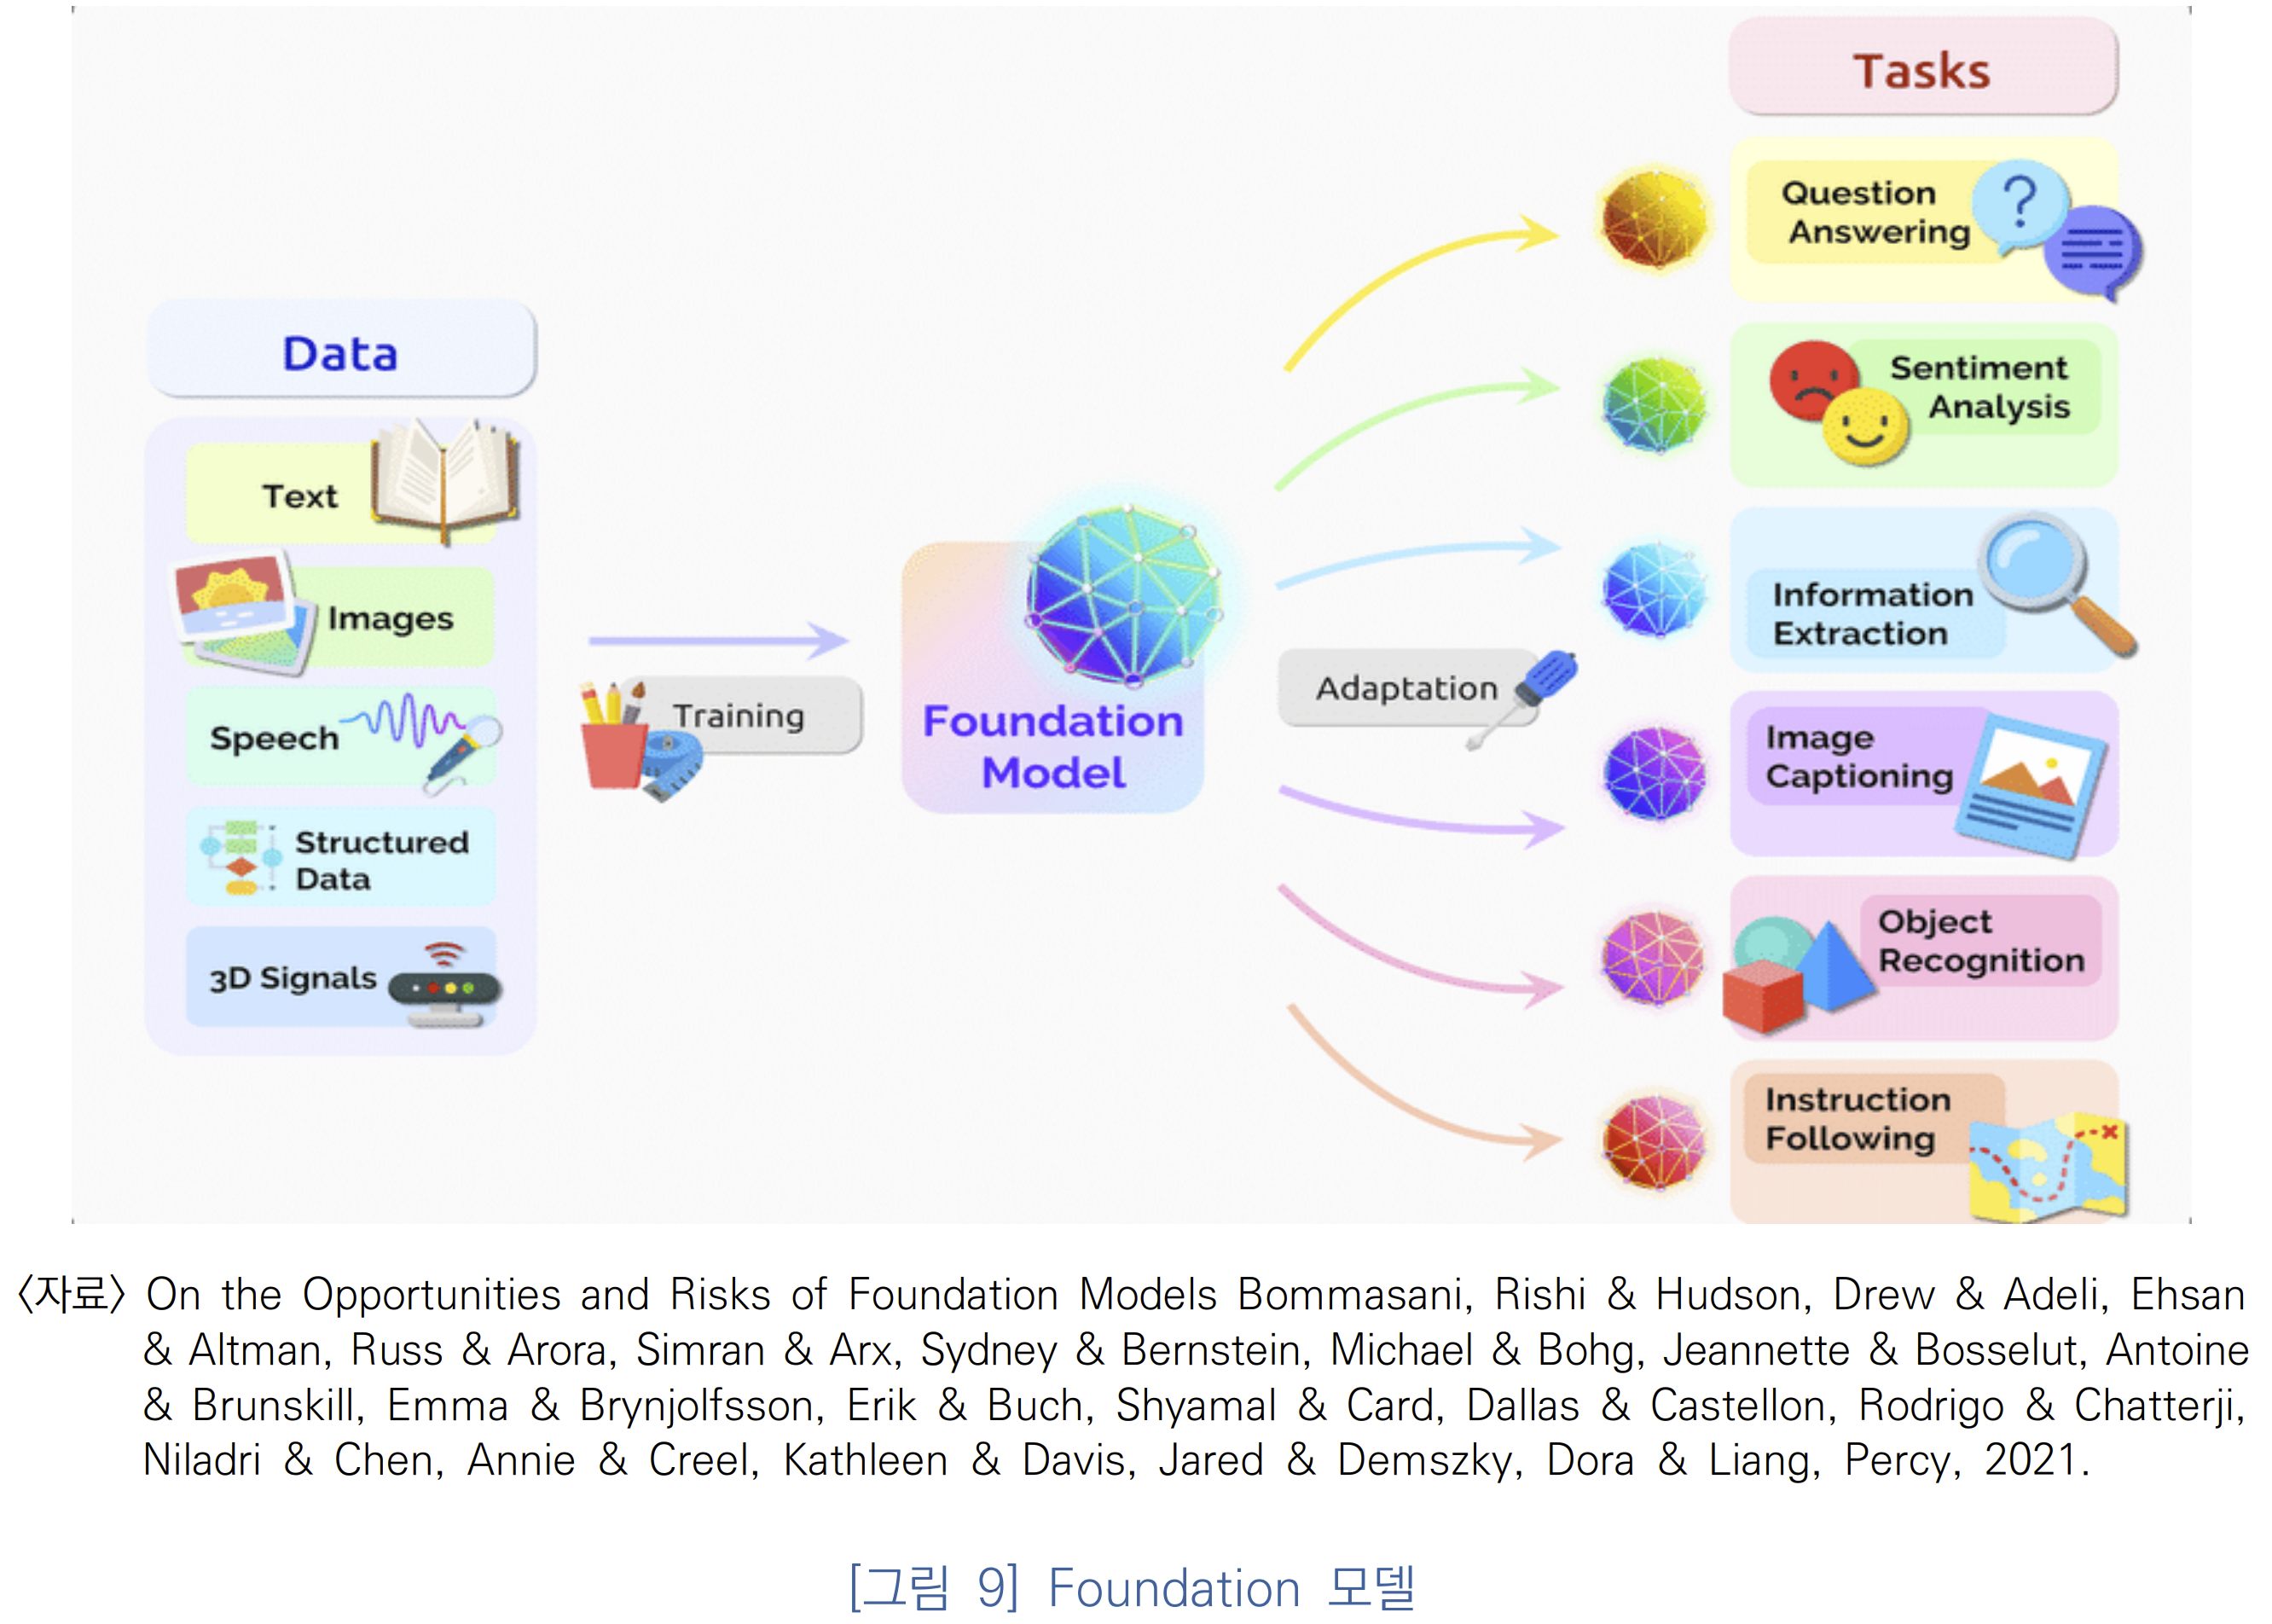 Data
Text
Images
Speech
Structured
Data
3D Signals
Training
Foundation
Model
Adaptation
Tasks
Question
Answering
?
Sentiment
Analysis
Information
Extraction
Image
Captioning
Object
Recognition
Instruction
Following
〈자료〉 On the Opportunities and Risks of Foundation Models Bommasani, Rishi & Hudson, Drew & Adeli, Ehsan
& Altman, Russ & Arora, Simran & Arx, Sydney & Bernstein, Michael & Bohg, Jeannette & Bosselut, Antoine
& Brunskill, Emma & Brynjolfsson, Erik & Buch, Shyamal & Card, Dallas & Castellon, Rodrigo & Chatterji,
Niladri & Chen, Annie & Creel, Kathleen & Davis, Jared & Demszky, Dora & Liang, Percy, 2021.
[그림 9] Foundation 모델